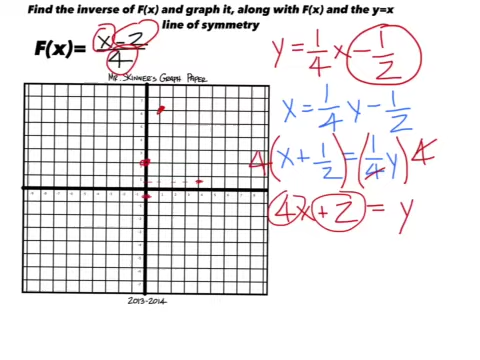 Find the inverse of F(x) and graph it, along with F(x) and the y=x
line of symmetry
F(x)= x-2/4
Mr. Skinner's Graph Paper
2013-2014
y = 1/4 x - 1/2
x = 1/4 y - 1/2
4(x + 1/2) = (1/4 y)4
4x + 2 = y